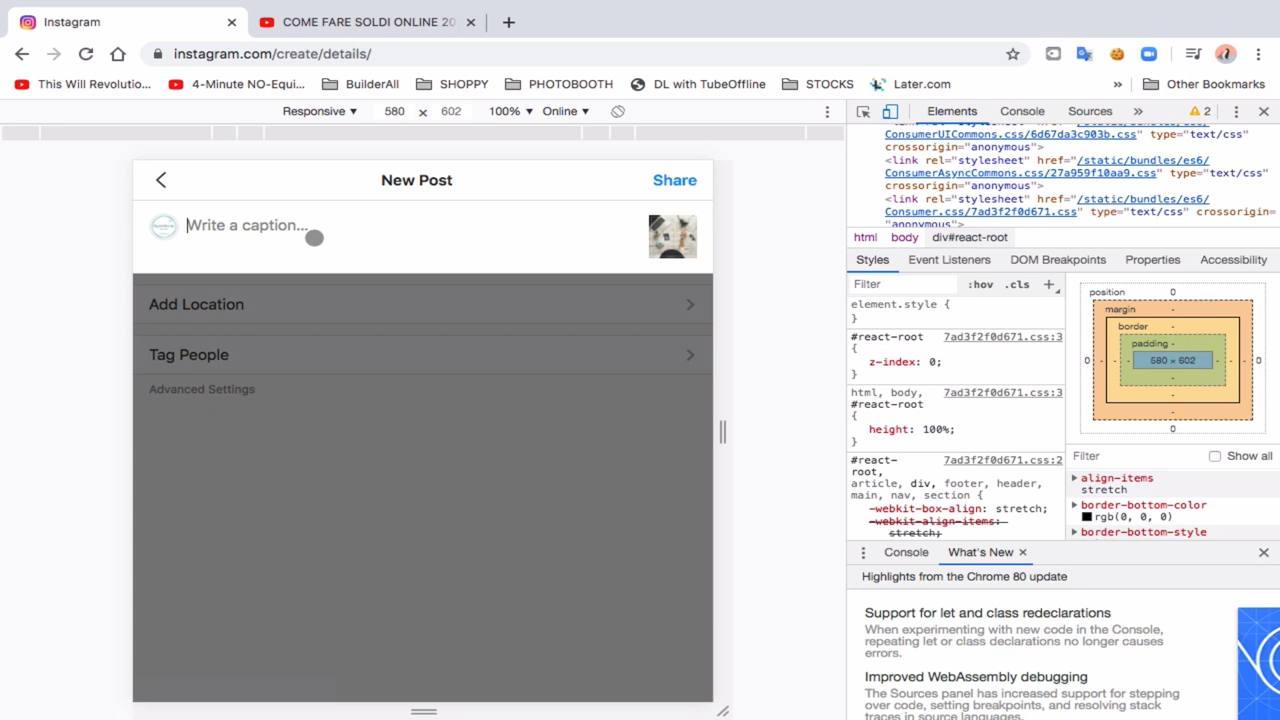 Instagram
COME FARE SOLDI ONLINE 20
instagram.com/create/details/
This Will Revolutio...
4-Minute NO-Equi...
BuilderAll
SHOPPY
PHOTOBOOTH
DL with TubeOffline
STOCKS
Later.com
»
Other Bookmarks
Responsive ▼ 580 × 602 100% ▼ Online ▼
Elements Console Sources » 2
ConsumerUICommons.css/6d67da3c903b.css" type="text/css"
crossorigin="anonymous">
<link rel="stylesheet" href="/static/bundles/es6/
ConsumerAsyncCommons.css/27a959f10aa9.css" type="text/css"
crossorigin="anonymous">
<link rel="stylesheet" href="/static/bundles/es6/
Consumer.css/7ad3f2f0d671.css" type="text/css" crossorigin=
"anonymous">
html body div#react-root
Styles Event Listeners DOM Breakpoints Properties Accessibility
Filter :hov .cls +
element.style {
}
#react-root 7ad3f2f0d671.css:3
{
z-index: 0;
}
html, body, 7ad3f2f0d671.css:3
#react-root
{
height: 100%;
}
#react- 7ad3f2f0d671.css:2
root,
article, div, footer, header,
main, nav, section {
-webkit-box-align: stretch;
-webkit-align-items:
stretch;
position 0
margin -
border -
padding -
0 - - - 580 × 602 - - - 0
-
-
-
0
Filter Show all
align-items
stretch
border-bottom-color
rgb(0, 0, 0)
border-bottom-style
Console What's New ×
Highlights from the Chrome 80 update
Support for let and class redeclarations
When experimenting with new code in the Console,
repeating let or class declarations no longer causes
errors.
Improved WebAssembly debugging
The Sources panel has increased support for stepping
over code, setting breakpoints, and resolving stack
traces in source languages.
New Post
Share
Write a caption...
Add Location
Tag People
Advanced Settings